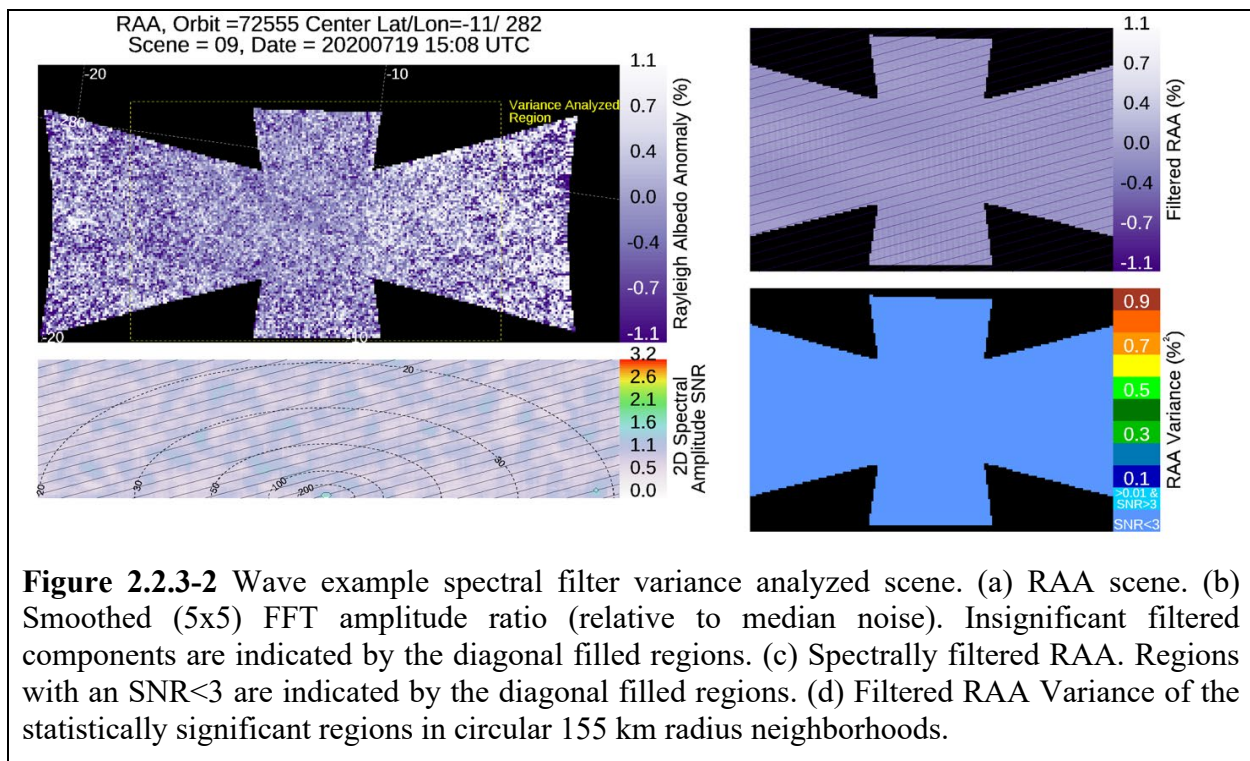 RAA, Orbit =72555 Center Lat/Lon=-11/ 282
Scene = 09, Date = 20200719 15:08 UTC
-20
-10
Variance Analyzed
Region
-20
-10
1.1
0.7
0.4
0.0
-0.4
-0.7
-1.1
Rayleigh Albedo Anomaly (%)
1.1
0.7
0.4
0.0
-0.4
-0.7
-1.1
Filtered RAA (%)
20
20
30
50
-100
-200
30
3.2
2.6
2.1
1.6
1.1
0.5
0.0
2D Spectral
Amplitude SNR
0.9
0.7
0.5
0.3
0.1
>0.01 &
SNR>3
SNR<3
RAA Variance (%²)
Figure 2.2.3-2 Wave example spectral filter variance analyzed scene. (a) RAA scene. (b)
Smoothed (5x5) FFT amplitude ratio (relative to median noise). Insignificant filtered
components are indicated by the diagonal filled regions. (c) Spectrally filtered RAA. Regions
with an SNR<3 are indicated by the diagonal filled regions. (d) Filtered RAA Variance of the
statistically significant regions in circular 155 km radius neighborhoods.